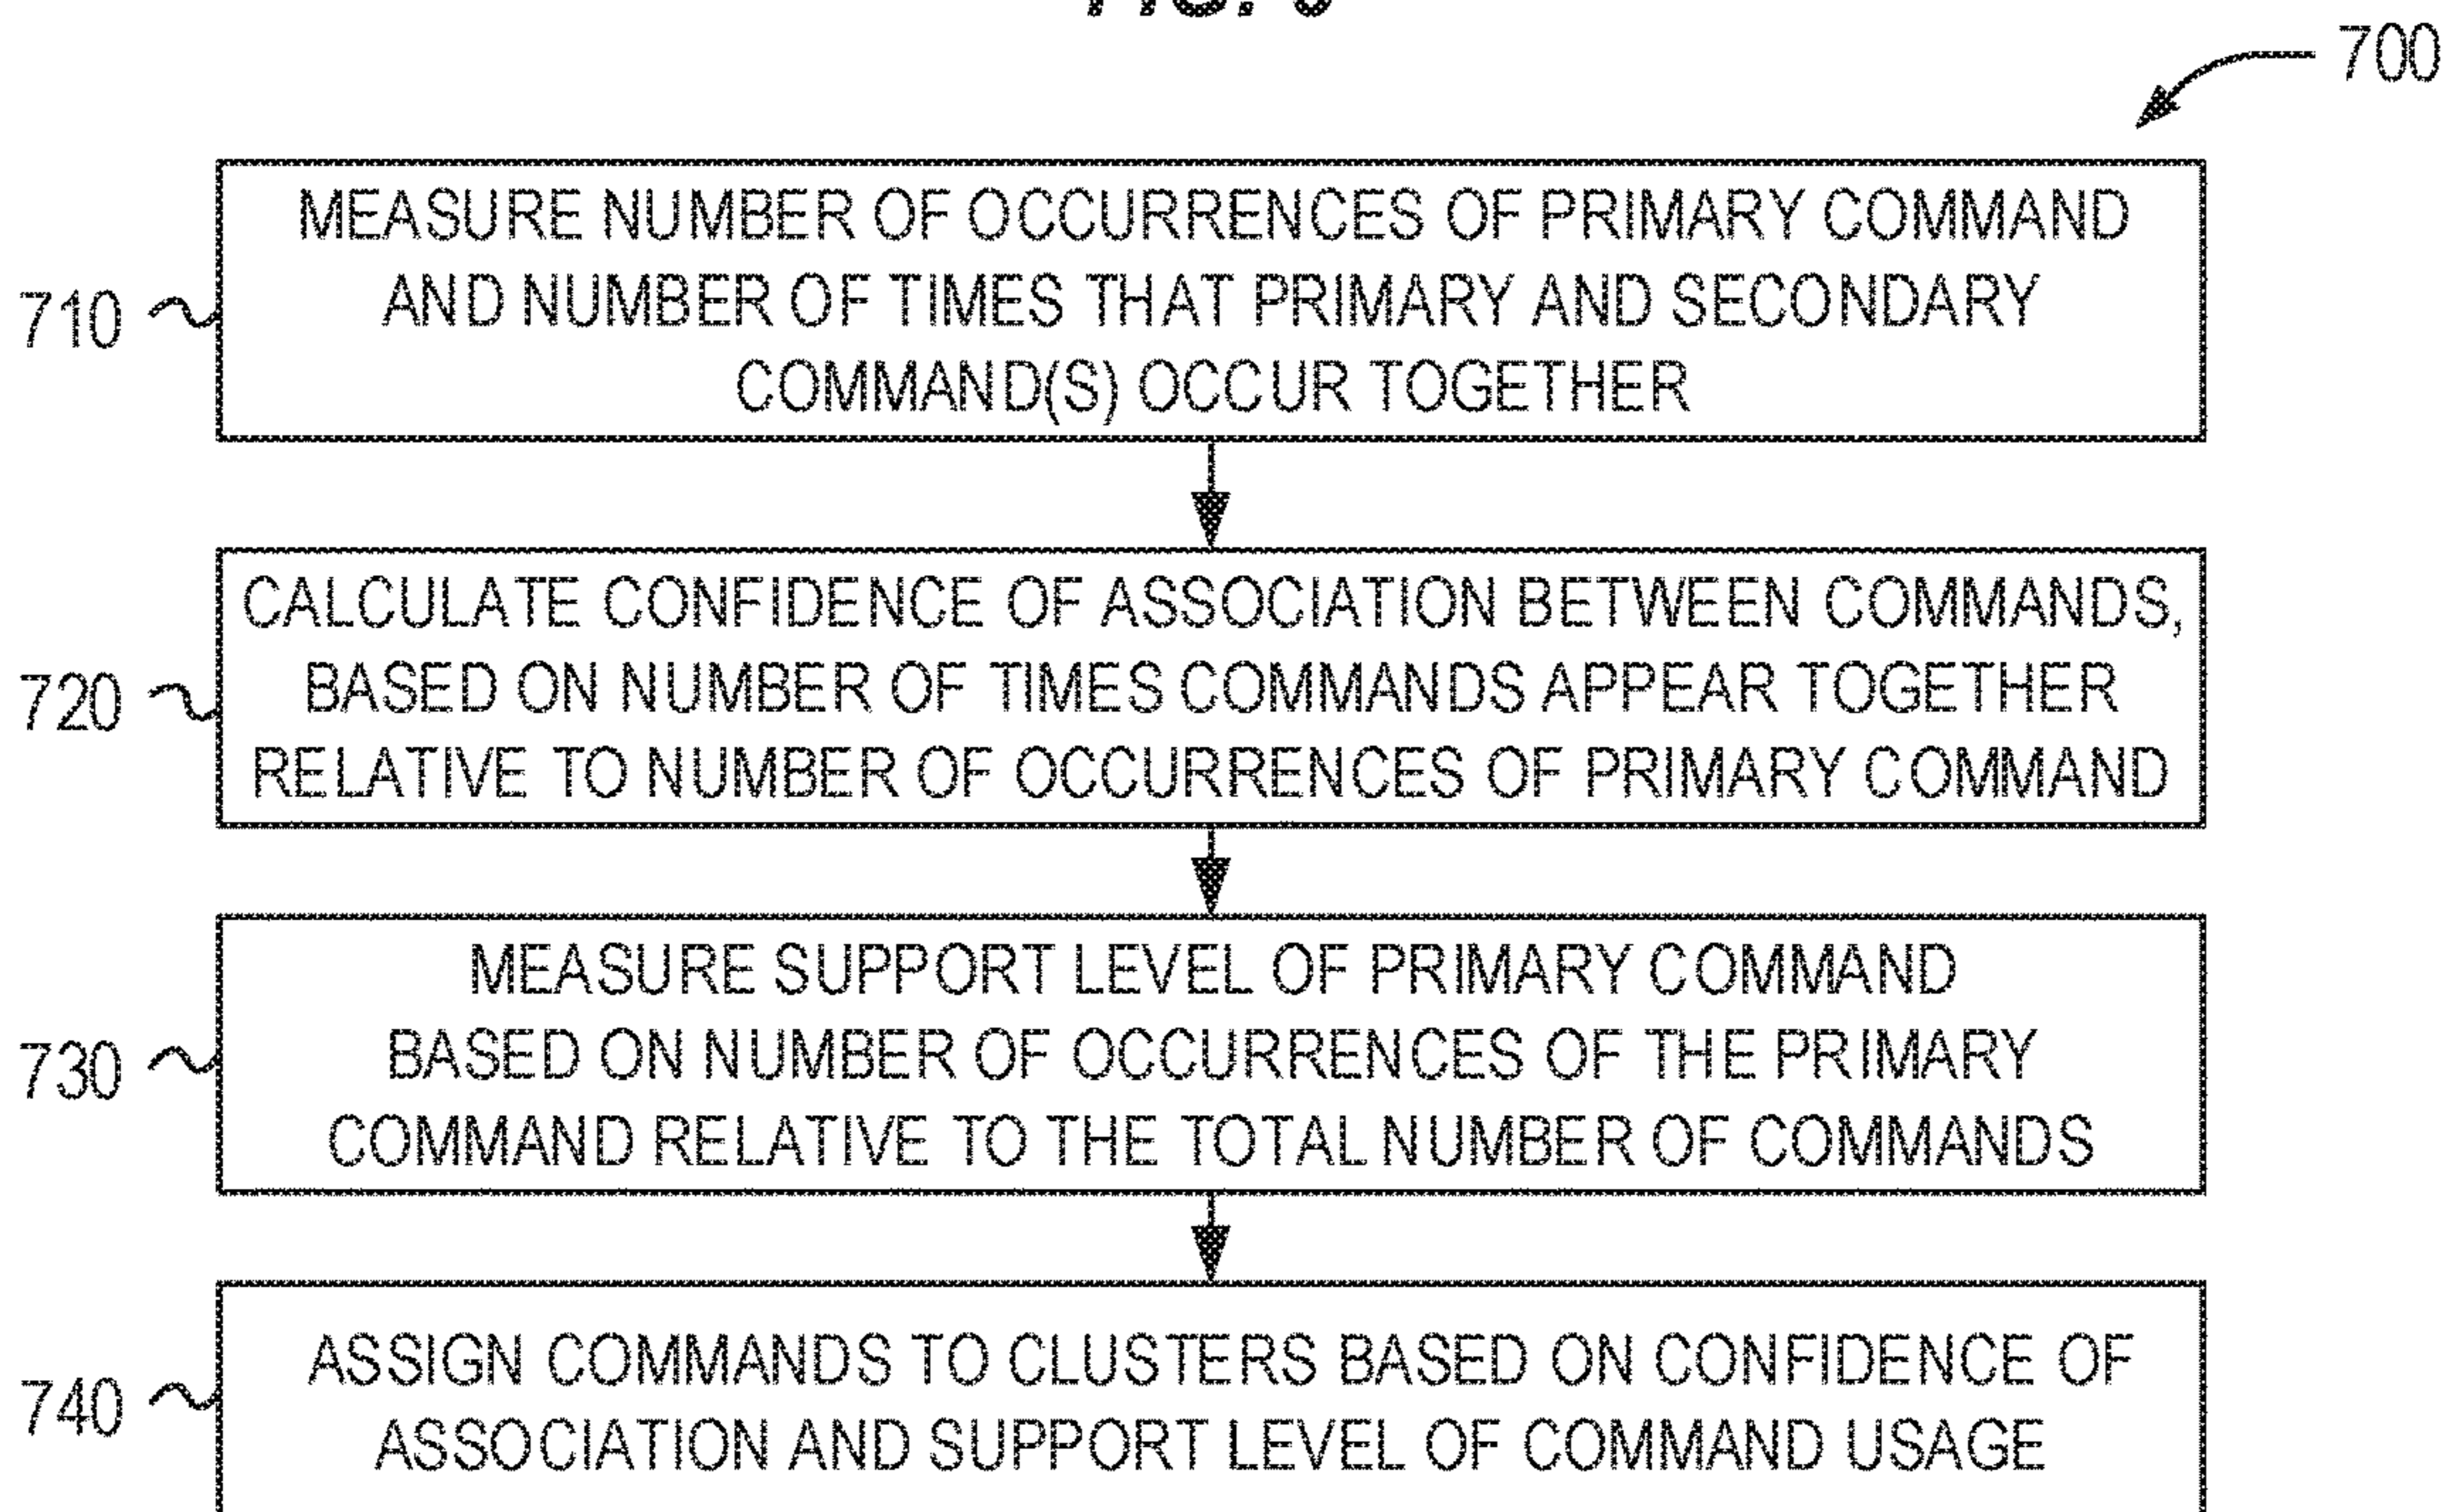 700
MEASURE NUMBER OF OCCURRENCES OF PRIMARY COMMAND
AND NUMBER OF TIMES THAT PRIMARY AND SECONDARY
COMMAND(S) OCCUR TOGETHER
710
CALCULATE CONFIDENCE OF ASSOCIATION BETWEEN COMMANDS,
BASED ON NUMBER OF TIMES COMMANDS APPEAR TOGETHER
RELATIVE TO NUMBER OF OCCURRENCES OF PRIMARY COMMAND
720
MEASURE SUPPORT LEVEL OF PRIMARY COMMAND
BASED ON NUMBER OF OCCURRENCES OF THE PRIMARY
COMMAND RELATIVE TO THE TOTAL NUMBER OF COMMANDS
730
ASSIGN COMMANDS TO CLUSTERS BASED ON CONFIDENCE OF
ASSOCIATION AND SUPPORT LEVEL OF COMMAND USAGE
740